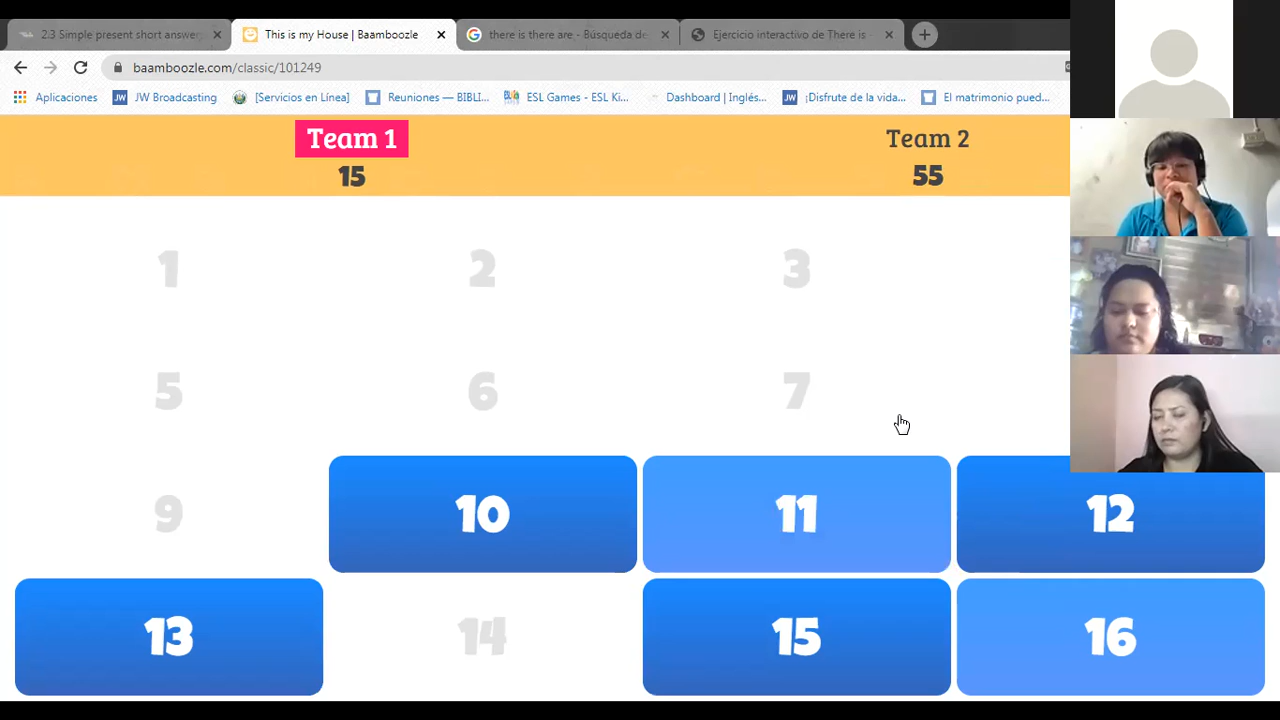 2.3 Simple present short answer
This is my House | Baamboozle
there is there are - Búsqueda de
Ejercicio interactivo de There is
baamboozle.com/classic/101249
Aplicaciones
JW Broadcasting
[Servicios en Línea]
Reuniones — BIBLI...
ESL Games - ESL Ki...
Dashboard | Inglés...
¡Disfrute de la vida...
El matrimonio pued...
Team 1
Team 2
15
55
1
2
3
5
6
7
9
10
11
12
13
14
15
16